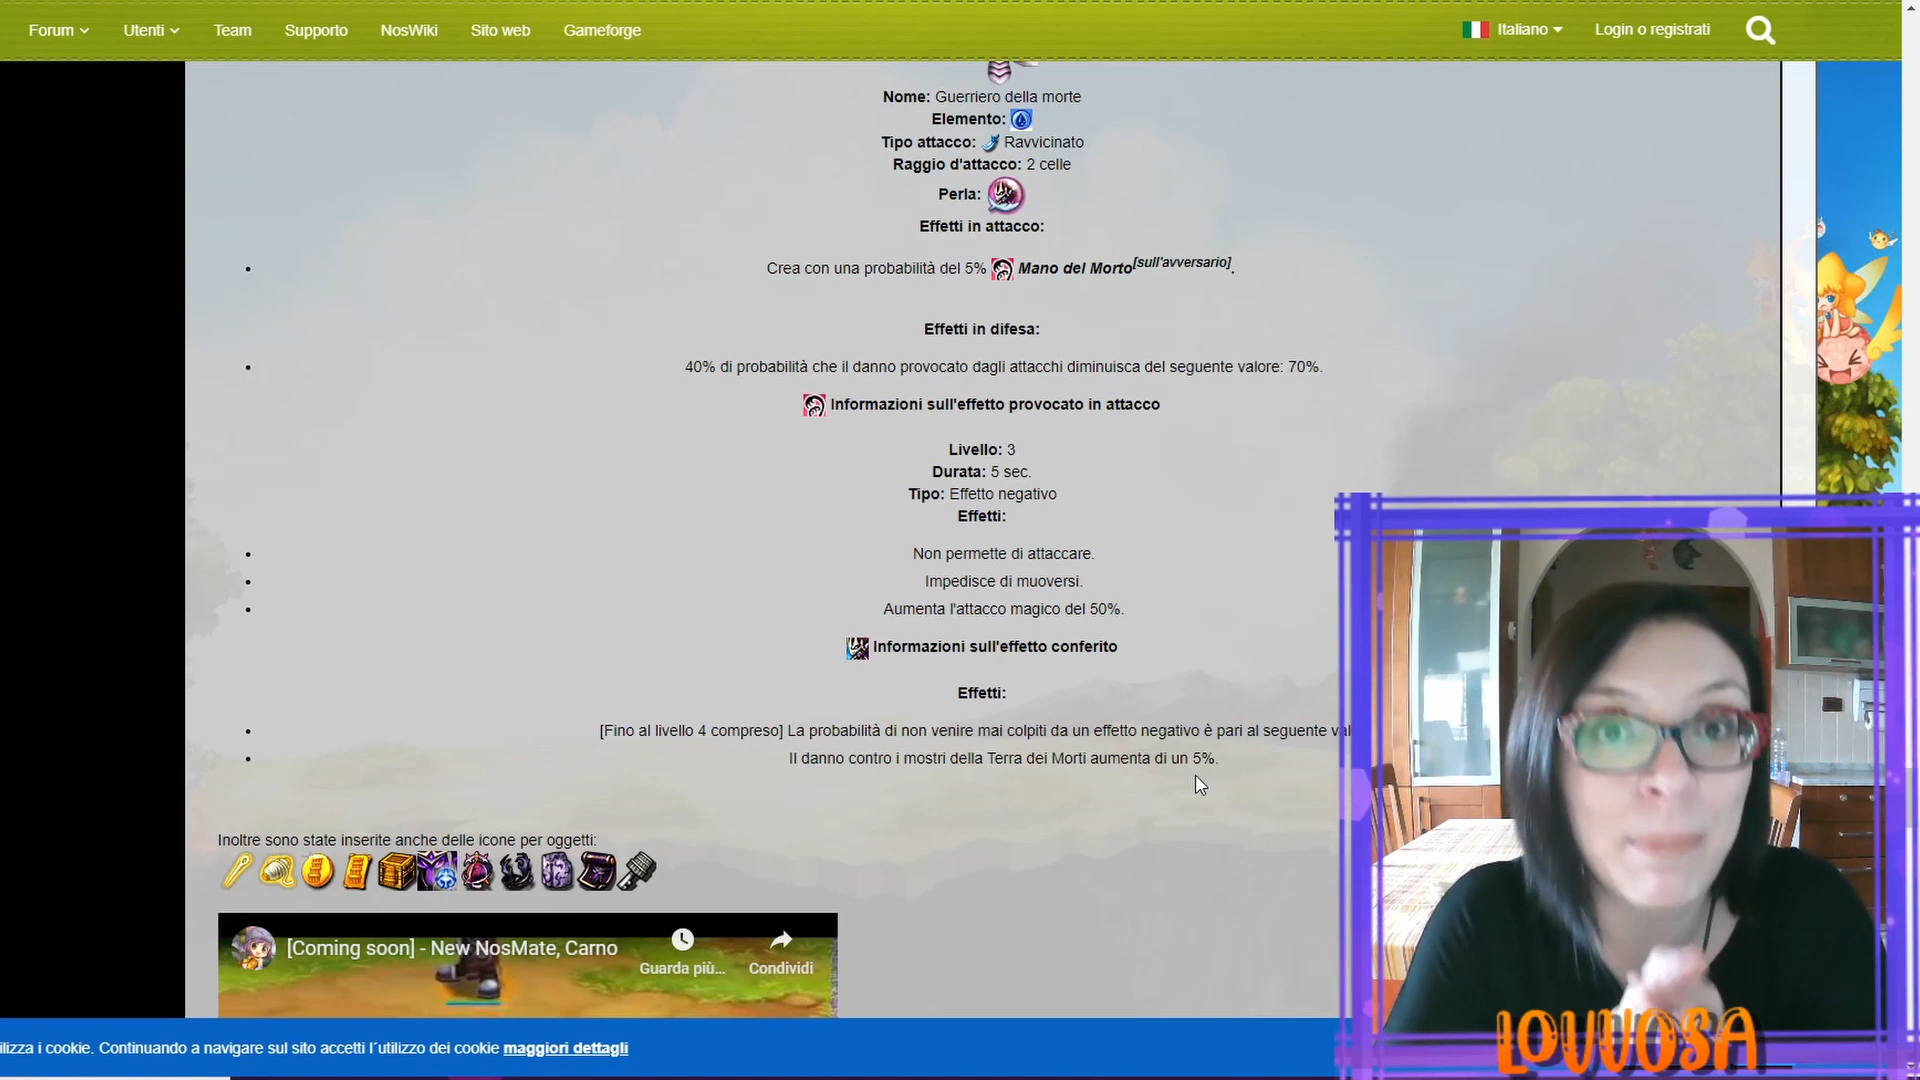 Forum Utenti Team Supporto NosWiki Sito web Gameforge Italiano Login o registrati
Nome: Guerriero della morte
Elemento:
Tipo attacco: Ravvicinato
Raggio d'attacco: 2 celle
Perla:
Effetti in attacco:
Crea con una probabilità del 5% Mano del Morto[sull'avversario].
Effetti in difesa:
40% di probabilità che il danno provocato dagli attacchi diminuisca del seguente valore: 70%.
Informazioni sull'effetto provocato in attacco
Livello: 3
Durata: 5 sec.
Tipo: Effetto negativo
Effetti:
Non permette di attaccare.
Impedisce di muoversi.
Aumenta l'attacco magico del 50%.
Informazioni sull'effetto conferito
Effetti:
[Fino al livello 4 compreso] La probabilità di non venire mai colpiti da un effetto negativo è pari al seguente val
Il danno contro i mostri della Terra dei Morti aumenta di un 5%.
Inoltre sono state inserite anche delle icone per oggetti:
[Coming soon] - New NosMate, Carno
Guarda più... Condividi
ilizza i cookie. Continuando a navigare sul sito accetti l´utilizzo dei cookie maggiori dettagli
LOVVOSA